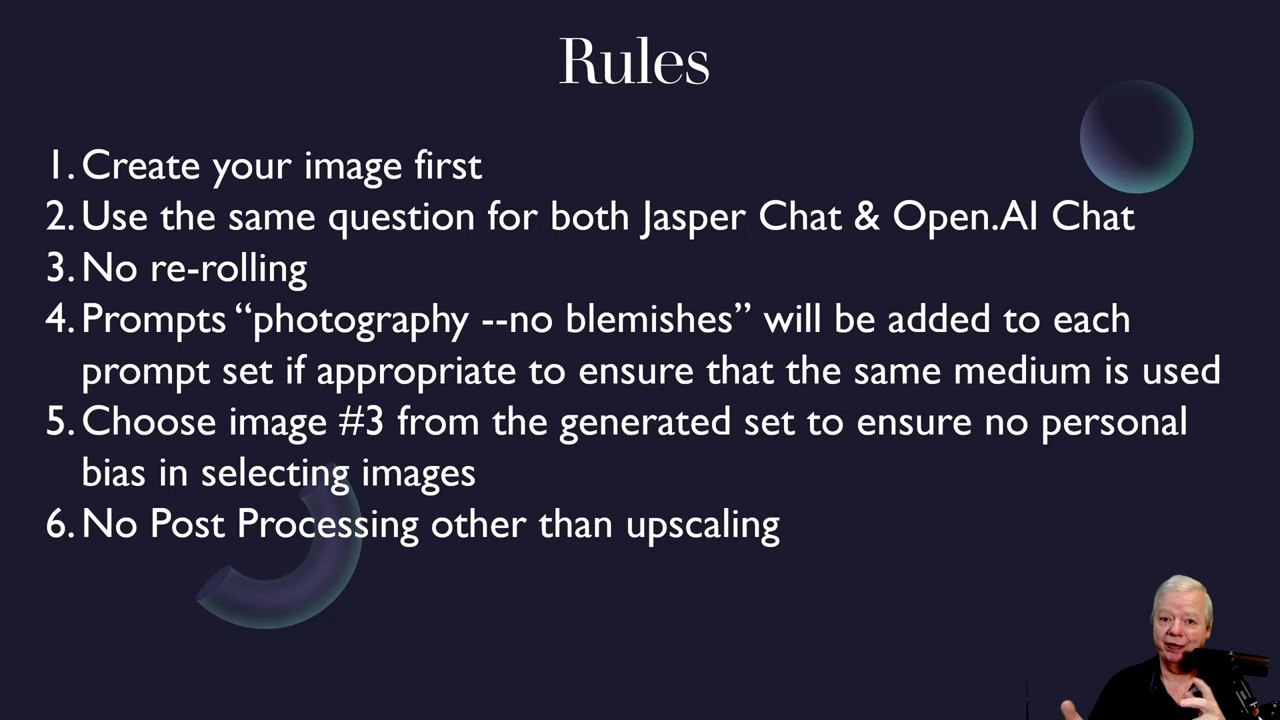 Rules
1. Create your image first
2. Use the same question for both Jasper Chat & Open.AI Chat
3. No re-rolling
4. Prompts “photography --no blemishes” will be added to each
prompt set if appropriate to ensure that the same medium is used
5. Choose image #3 from the generated set to ensure no personal
bias in selecting images
6. No Post Processing other than upscaling